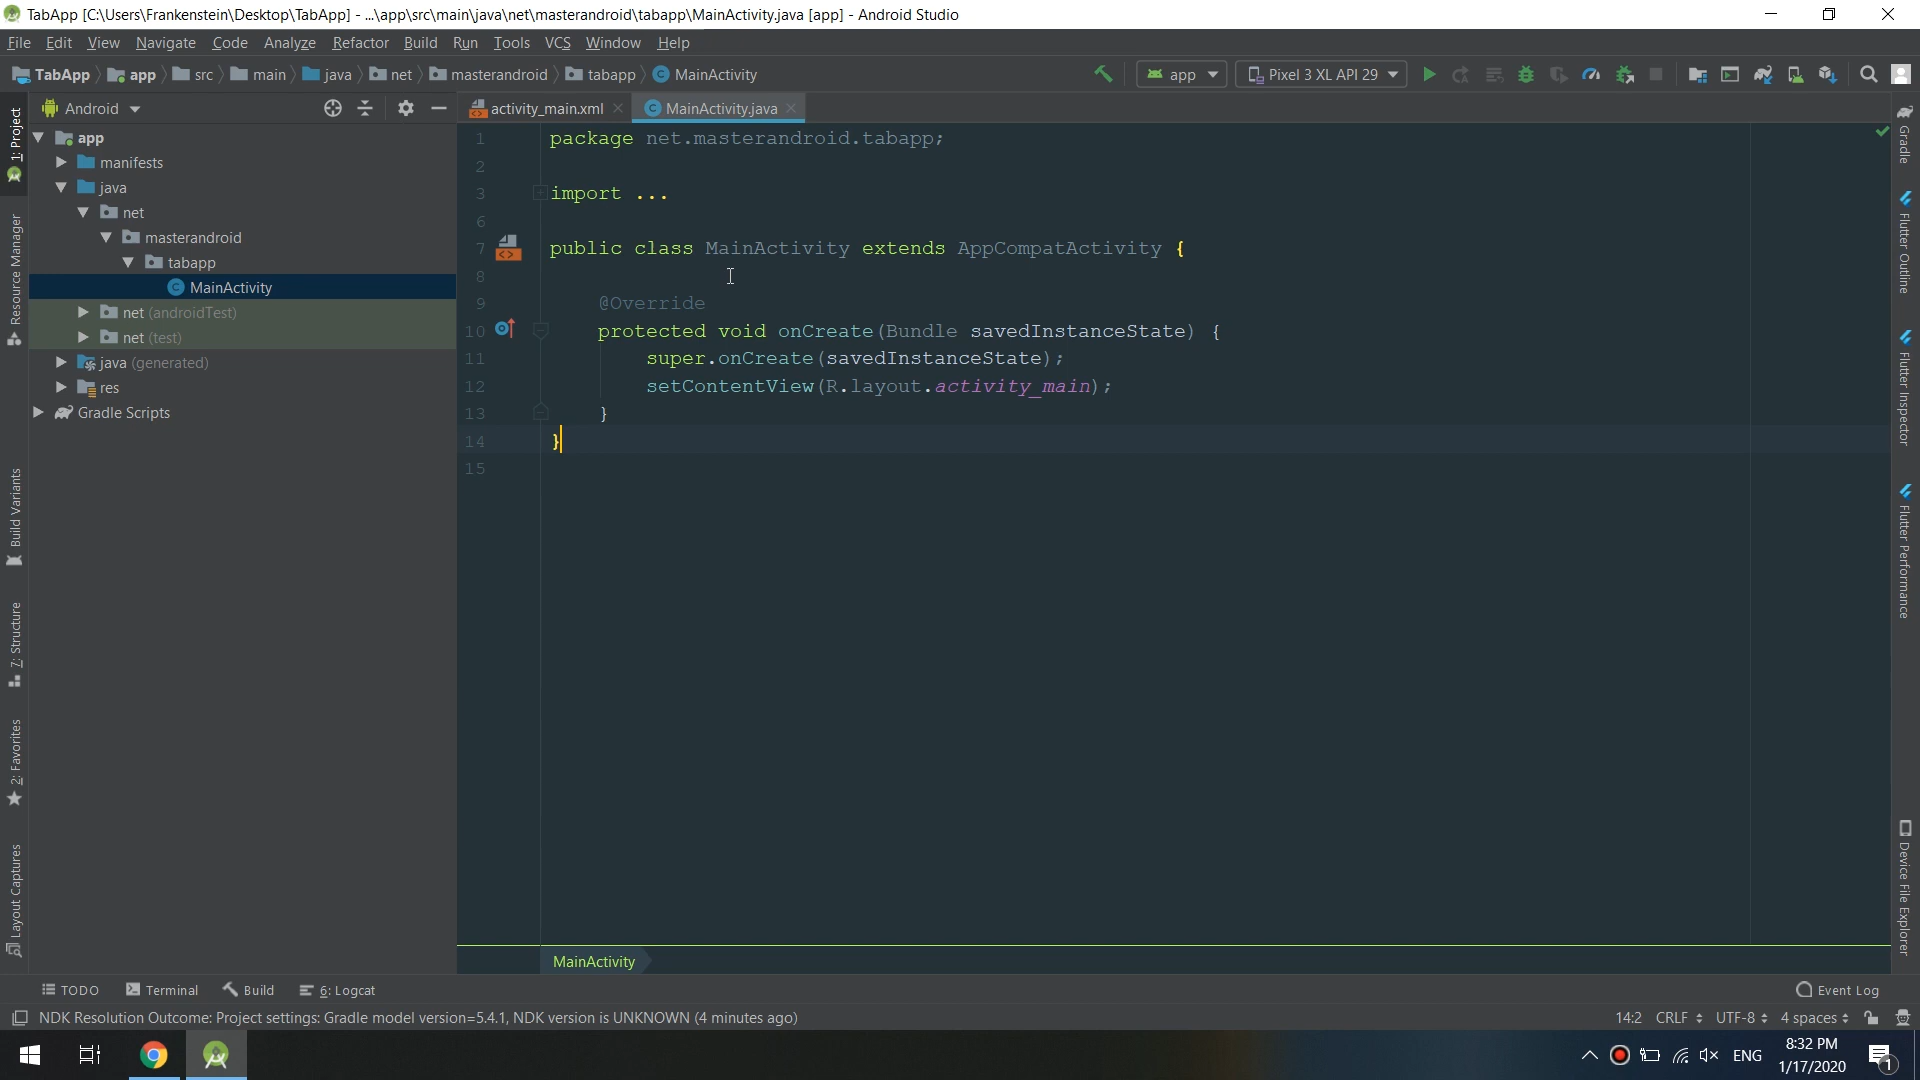 TabApp [C:\Users\Frankenstein\Desktop\TabApp] - ...\app\src\main\java\net\masterandroid\tabapp\MainActivity.java [app] - Android Studio
File Edit View Navigate Code Analyze Refactor Build Run Tools VCS Window Help
TabApp app src main java net masterandroid tabapp MainActivity app Pixel 3 XL API 29
Android activity_main.xml MainActivity.java
app
manifests
java
net
masterandroid
tabapp
MainActivity
net (androidTest)
net (test)
java (generated)
res
Gradle Scripts
1: Project
Resource Manager
Build Variants
7: Structure
2: Favorites
Layout Captures
1 package net.masterandroid.tabapp;
2
3 import ...
6
7 public class MainActivity extends AppCompatActivity {
8
9 @Override
10 protected void onCreate(Bundle savedInstanceState) {
11 super.onCreate(savedInstanceState);
12 setContentView(R.layout.activity_main);
13 }
14 }
15
MainActivity
Gradle
Flutter Outline
Flutter Inspector
Flutter Performance
Device File Explorer
TODO Terminal Build 6: Logcat Event Log
NDK Resolution Outcome: Project settings: Gradle model version=5.4.1, NDK version is UNKNOWN (4 minutes ago) 14:2 CRLF UTF-8 4 spaces
ENG
8:32 PM
1/17/2020
1